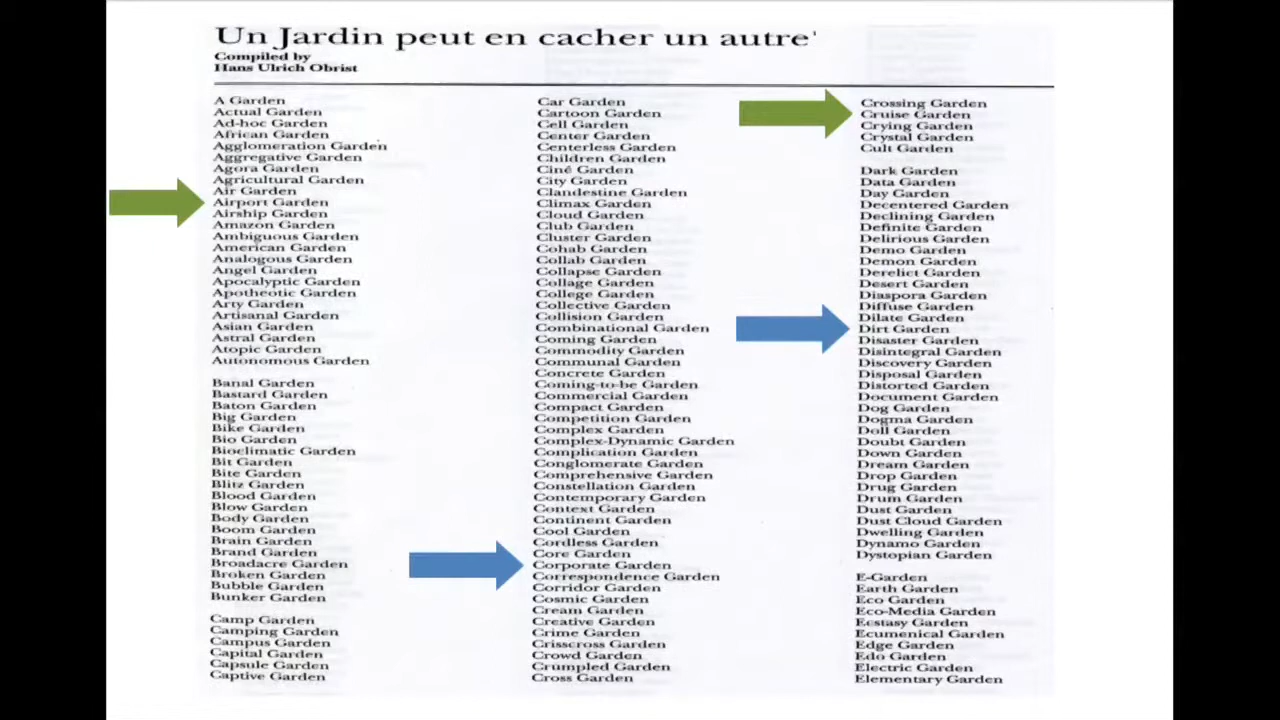 Un Jardin peut en cacher un autre'
Compiled by
Hans Ulrich Obrist
A Garden
Actual Garden
Ad-hoc Garden
African Garden
Agglomeration Garden
Aggregative Garden
Agora Garden
Agricultural Garden
Air Garden
Airport Garden
Airship Garden
Amazon Garden
Ambiguous Garden
American Garden
Analogous Garden
Angel Garden
Apocalyptic Garden
Apotheotic Garden
Arty Garden
Artisanal Garden
Asian Garden
Astral Garden
Atopic Garden
Autonomous Garden
Banal Garden
Bastard Garden
Baton Garden
Big Garden
Bike Garden
Bio Garden
Bioclimatic Garden
Bit Garden
Bite Garden
Blitz Garden
Blood Garden
Blow Garden
Body Garden
Boom Garden
Brain Garden
Brand Garden
Broadacre Garden
Broken Garden
Bubble Garden
Bunker Garden
Camp Garden
Camping Garden
Campus Garden
Capital Garden
Capsule Garden
Captive Garden
Car Garden
Cartoon Garden
Cell Garden
Center Garden
Centerless Garden
Children Garden
Ciné Garden
City Garden
Clandestine Garden
Climax Garden
Cloud Garden
Club Garden
Cluster Garden
Cohab Garden
Collab Garden
Collapse Garden
Collage Garden
College Garden
Collective Garden
Collision Garden
Combinational Garden
Coming Garden
Commodity Garden
Communal Garden
Concrete Garden
Coming-to-be Garden
Commercial Garden
Compact Garden
Competition Garden
Complex Garden
Complex-Dynamic Garden
Complication Garden
Conglomerate Garden
Comprehensive Garden
Constellation Garden
Contemporary Garden
Context Garden
Continent Garden
Cool Garden
Cordless Garden
Core Garden
Corporate Garden
Correspondence Garden
Corridor Garden
Cosmic Garden
Cream Garden
Creative Garden
Crime Garden
Crisscross Garden
Crowd Garden
Crumpled Garden
Cross Garden
Crossing Garden
Cruise Garden
Crying Garden
Crystal Garden
Cult Garden
Dark Garden
Data Garden
Day Garden
Decentered Garden
Declining Garden
Definite Garden
Delirious Garden
Demo Garden
Demon Garden
Derelict Garden
Desert Garden
Diaspora Garden
Diffuse Garden
Dilate Garden
Dirt Garden
Disaster Garden
Disintegral Garden
Discovery Garden
Disposal Garden
Distorted Garden
Document Garden
Dog Garden
Dogma Garden
Doll Garden
Doubt Garden
Down Garden
Dream Garden
Drop Garden
Drug Garden
Drum Garden
Dust Garden
Dust Cloud Garden
Dwelling Garden
Dynamo Garden
Dystopian Garden
E-Garden
Earth Garden
Eco Garden
Eco-Media Garden
Ecstasy Garden
Ecumenical Garden
Edge Garden
Edo Garden
Electric Garden
Elementary Garden